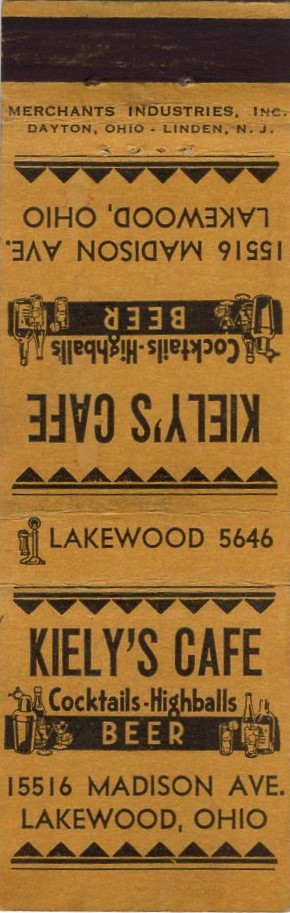 MERCHANTS INDUSTRIES, INC.
DAYTON, OHIO - LINDEN, N. J.
KIELY'S CAFE
Cocktails-Highballs
BEER
15516 MADISON AVE.
LAKEWOOD, OHIO
LAKEWOOD 5646
KIELY'S CAFE
Cocktails-Highballs
BEER
15516 MADISON AVE.
LAKEWOOD, OHIO